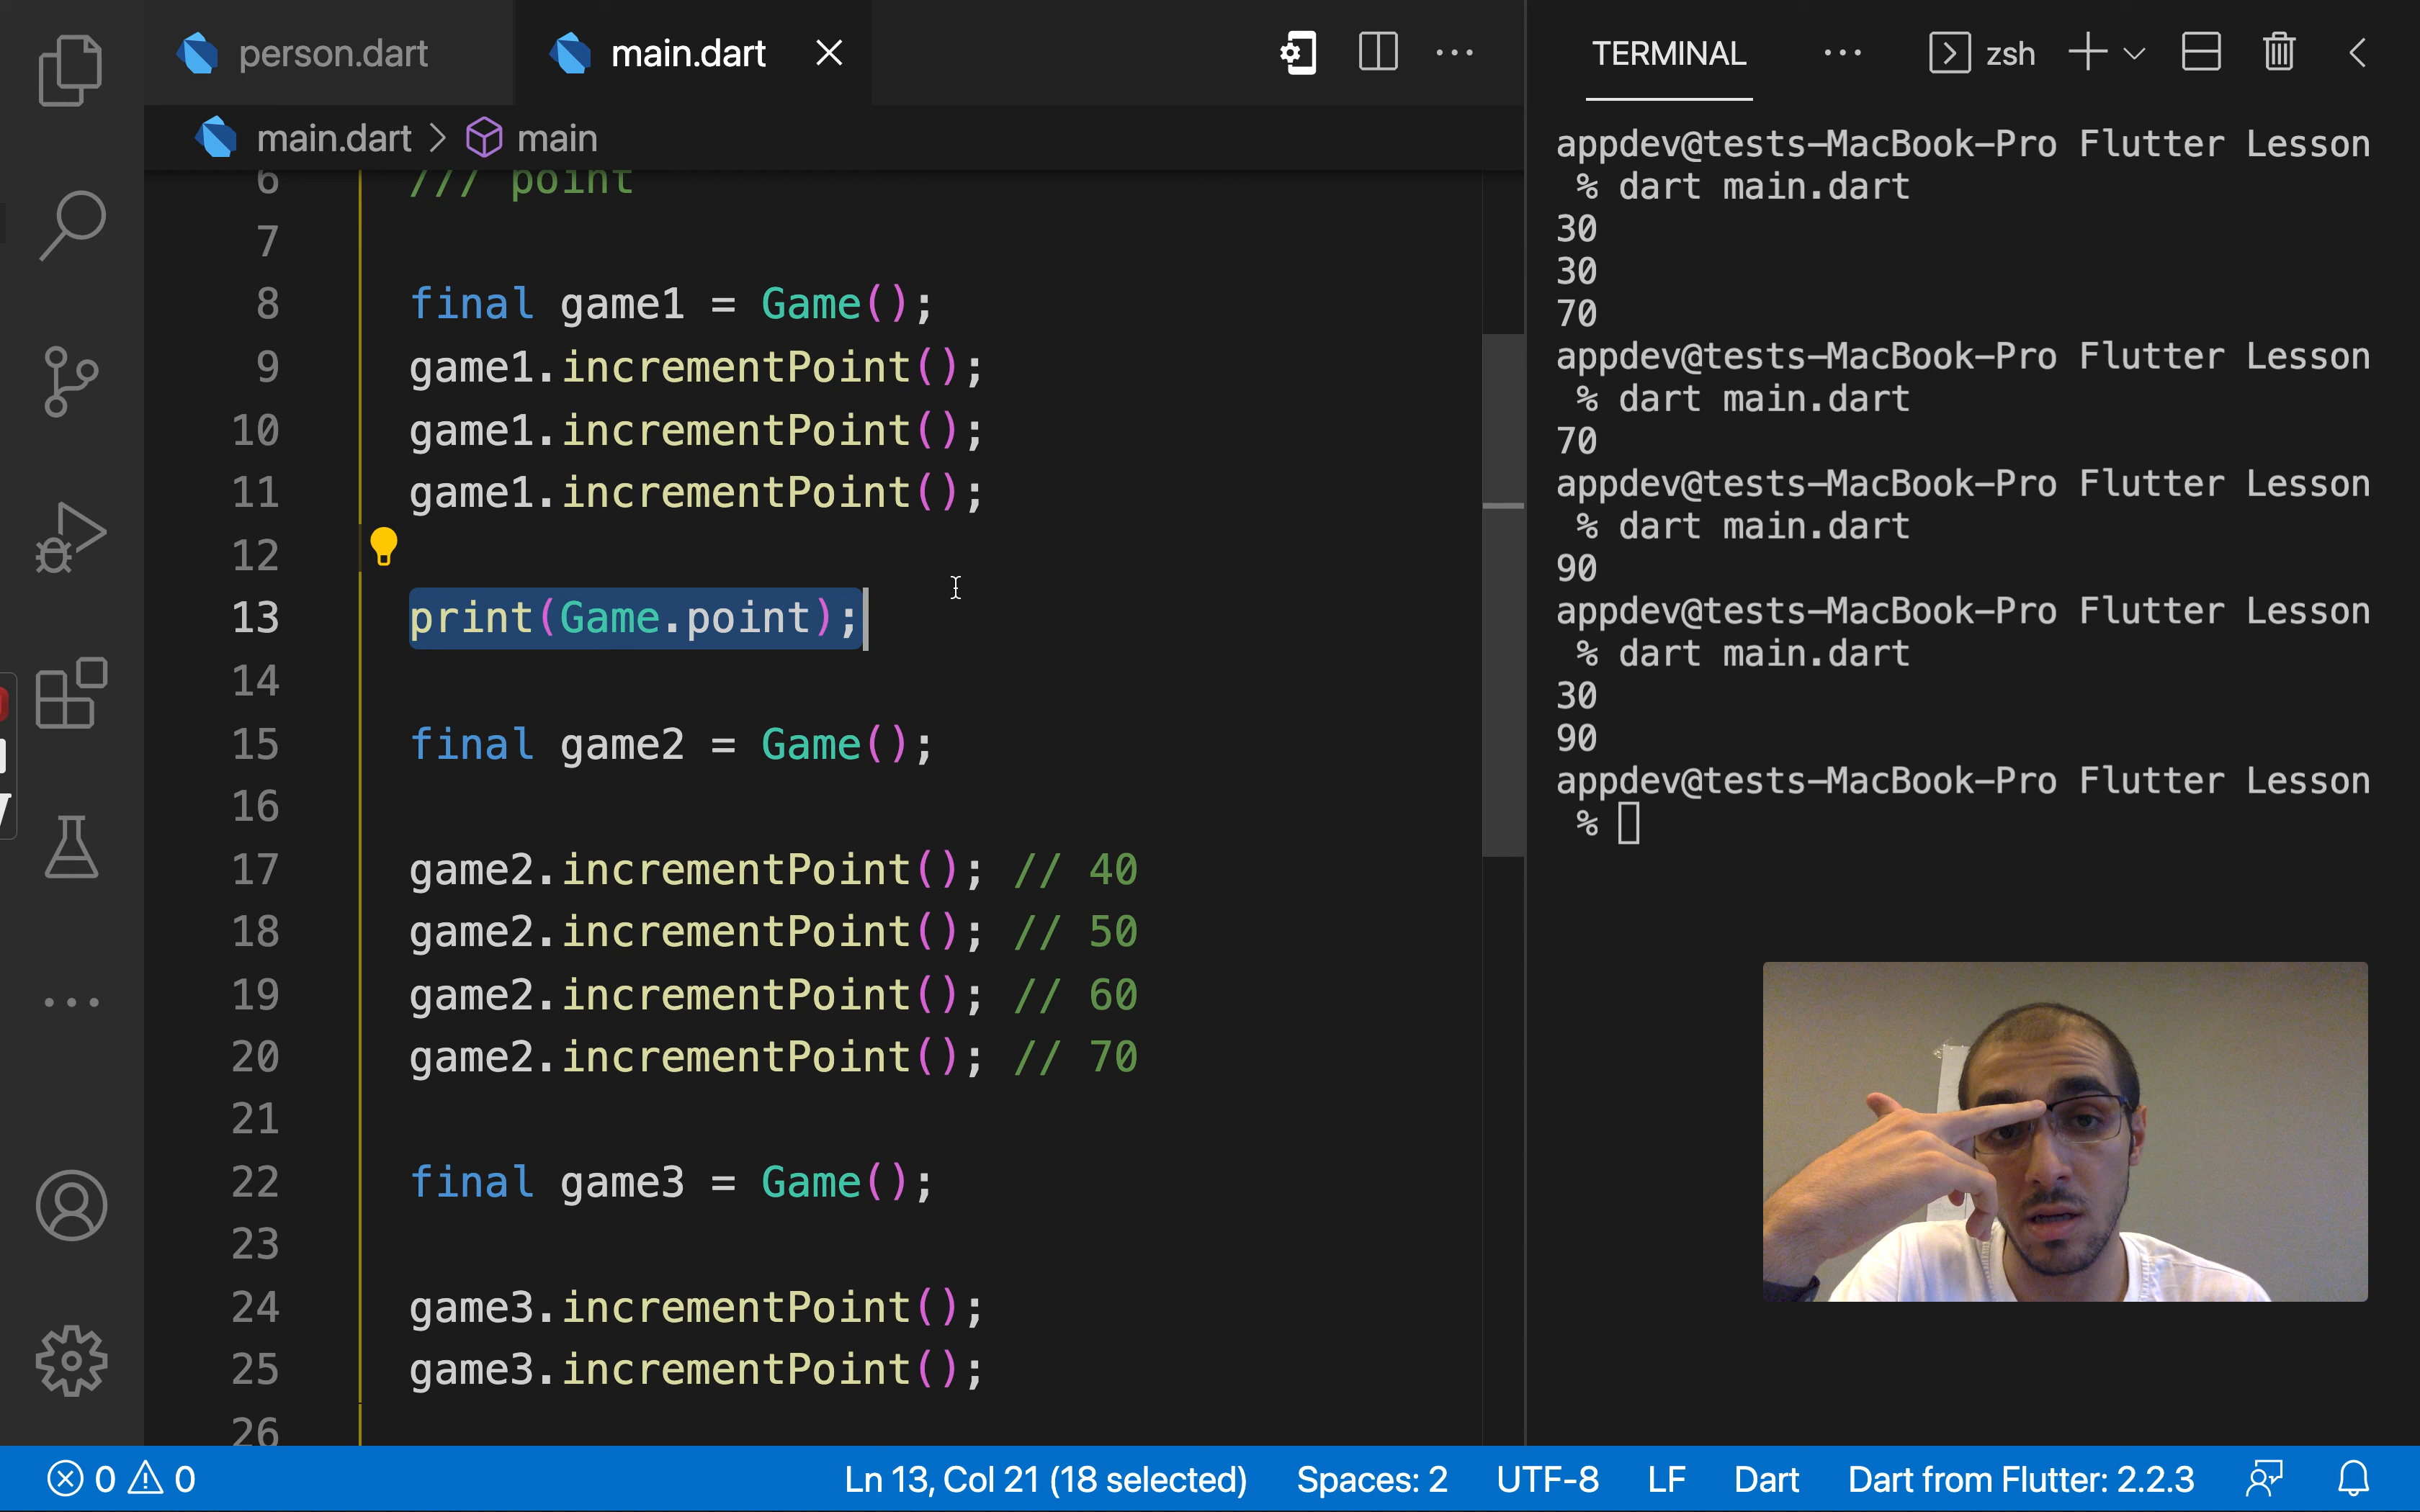 person.dart
main.dart
TERMINAL
zsh
main.dart > main
6 /// point
7
8 final game1 = Game();
9 game1.incrementPoint();
10 game1.incrementPoint();
11 game1.incrementPoint();
12
13 print(Game.point);
14
15 final game2 = Game();
16
17 game2.incrementPoint(); // 40
18 game2.incrementPoint(); // 50
19 game2.incrementPoint(); // 60
20 game2.incrementPoint(); // 70
21
22 final game3 = Game();
23
24 game3.incrementPoint();
25 game3.incrementPoint();
26
appdev@tests-MacBook-Pro Flutter Lesson
% dart main.dart
30
30
70
appdev@tests-MacBook-Pro Flutter Lesson
% dart main.dart
70
appdev@tests-MacBook-Pro Flutter Lesson
% dart main.dart
90
appdev@tests-MacBook-Pro Flutter Lesson
% dart main.dart
30
90
appdev@tests-MacBook-Pro Flutter Lesson
%
0 0 Ln 13, Col 21 (18 selected) Spaces: 2 UTF-8 LF Dart Dart from Flutter: 2.2.3